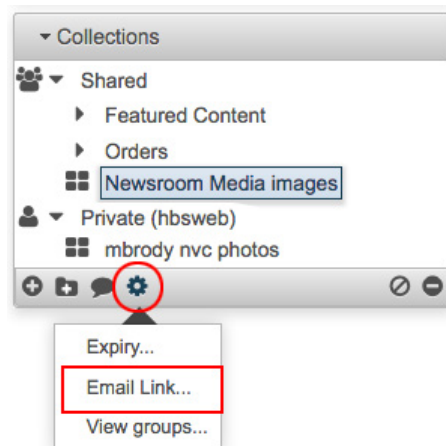 Collections
Shared
Featured Content
Orders
Newsroom Media images
Private (hbsweb)
mbrody nvc photos
Expiry...
Email Link...
View groups...